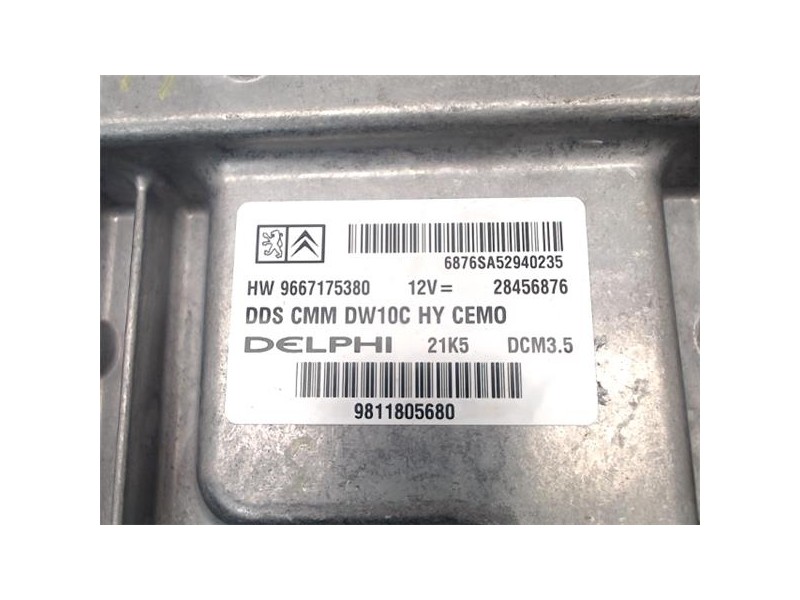 6876SA52940235
HW 9667175380 12V= 28456876
DDS CMM DW10C HY CEMO
DELPHI 21K5 DCM3.5
9811805680